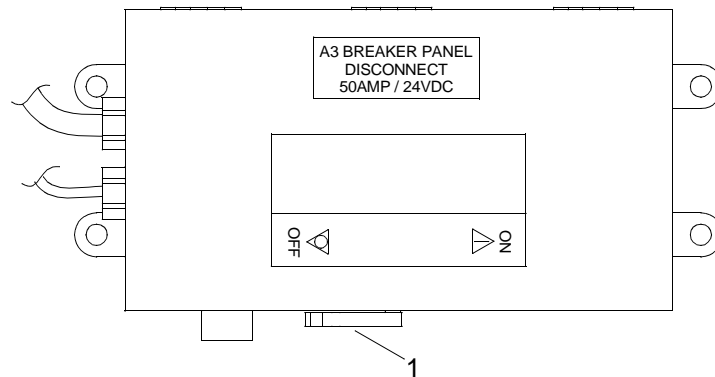 A3 BREAKER PANEL
DISCONNECT
50AMP / 24VDC
OFF
ON
1